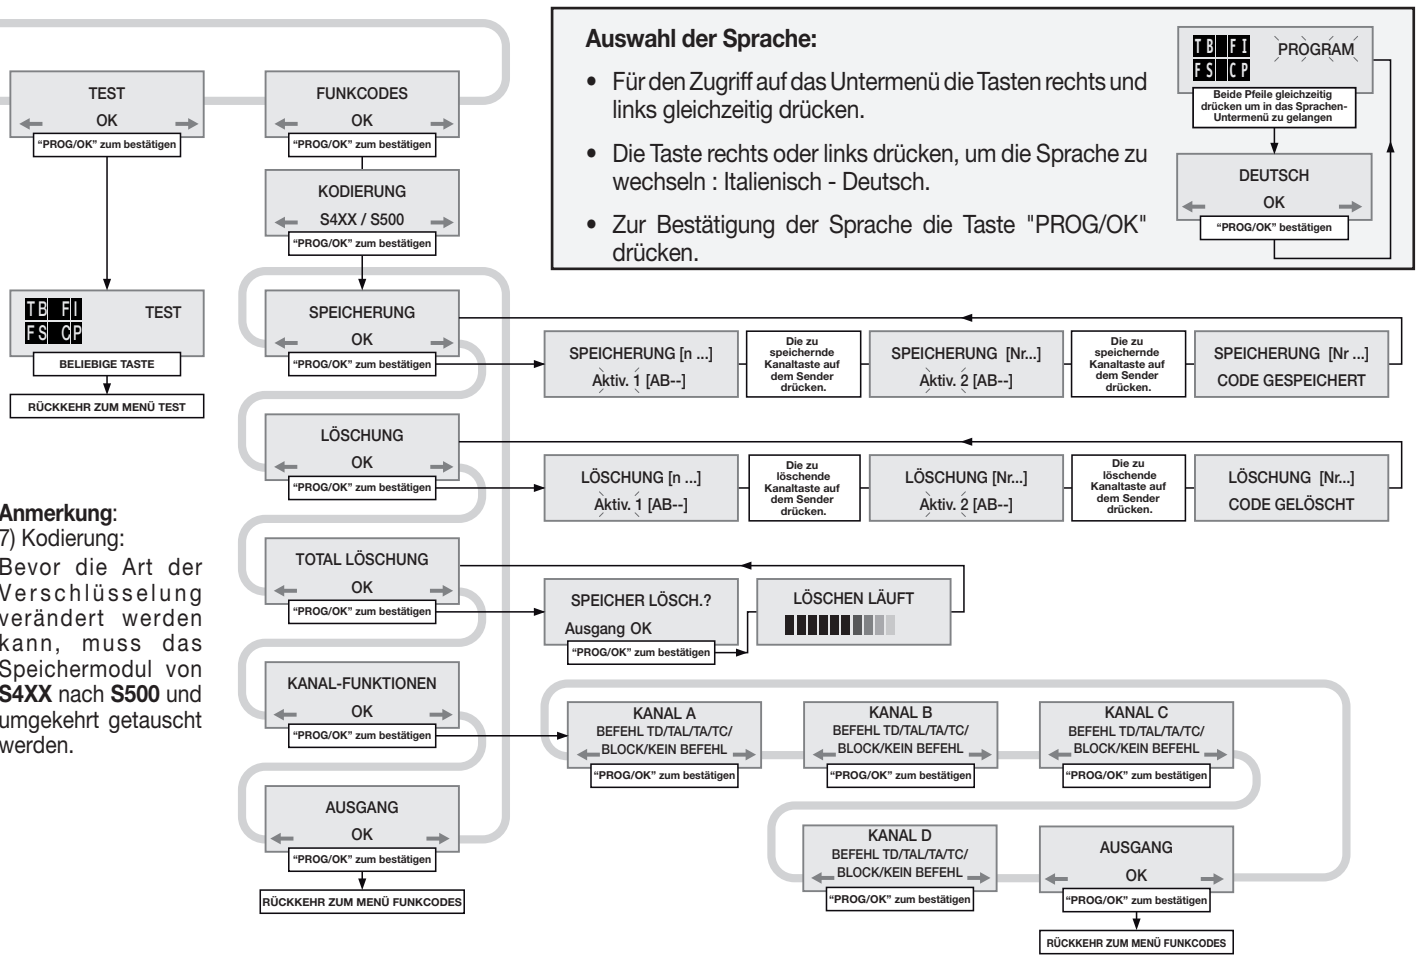 Auswahl der Sprache:
• Für den Zugriff auf das Untermenü die Tasten rechts und
links gleichzeitig drücken.
• Die Taste rechts oder links drücken, um die Sprache zu
wechseln : Italienisch - Deutsch.
• Zur Bestätigung der Sprache die Taste "PROG/OK"
drücken.
TB FI
FS CP
PROGRAM
Beide Pfeile gleichzeitig
drücken um in das Sprachen-
Untermenü zu gelangen
DEUTSCH
OK
“PROG/OK” bestätigen
TEST
OK
“PROG/OK” zum bestätigen
TB FI
FS CP
TEST
BELIEBIGE TASTE
RÜCKKEHR ZUM MENÜ TEST
FUNKCODES
OK
“PROG/OK” zum bestätigen
KODIERUNG
S4XX / S500
“PROG/OK” zum bestätigen
SPEICHERUNG
OK
“PROG/OK” zum bestätigen
SPEICHERUNG [n ...]
Aktiv. 1 [AB--]
Die zu
speichernde
Kanaltaste auf
dem Sender
drücken.
SPEICHERUNG [Nr...]
Aktiv. 2 [AB--]
Die zu
speichernde
Kanaltaste auf
dem Sender
drücken.
SPEICHERUNG [Nr ...]
CODE GESPEICHERT
LÖSCHUNG
OK
“PROG/OK” zum bestätigen
LÖSCHUNG [n ...]
Aktiv. 1 [AB--]
Die zu
löschende
Kanaltaste auf
dem Sender
drücken.
LÖSCHUNG [Nr...]
Aktiv. 2 [AB--]
Die zu
löschende
Kanaltaste auf
dem Sender
drücken.
LÖSCHUNG [Nr...]
CODE GELÖSCHT
Anmerkung:
7) Kodierung:
Bevor die Art der
Verschlüsselung
verändert werden
kann, muss das
Speichermodul von
S4XX nach S500 und
umgekehrt getauscht
werden.
TOTAL LÖSCHUNG
OK
“PROG/OK” zum bestätigen
SPEICHER LÖSCH.?
Ausgang OK
“PROG/OK” zum bestätigen
LÖSCHEN LÄUFT
KANAL-FUNKTIONEN
OK
“PROG/OK” zum bestätigen
KANAL A
BEFEHL TD/TAL/TA/TC/
BLOCK/KEIN BEFEHL
“PROG/OK” zum bestätigen
KANAL B
BEFEHL TD/TAL/TA/TC/
BLOCK/KEIN BEFEHL
“PROG/OK” zum bestätigen
KANAL C
BEFEHL TD/TAL/TA/TC/
BLOCK/KEIN BEFEHL
“PROG/OK” zum bestätigen
KANAL D
BEFEHL TD/TAL/TA/TC/
BLOCK/KEIN BEFEHL
“PROG/OK” zum bestätigen
AUSGANG
OK
“PROG/OK” zum bestätigen
RÜCKKEHR ZUM MENÜ FUNKCODES
AUSGANG
OK
“PROG/OK” zum bestätigen
RÜCKKEHR ZUM MENÜ FUNKCODES